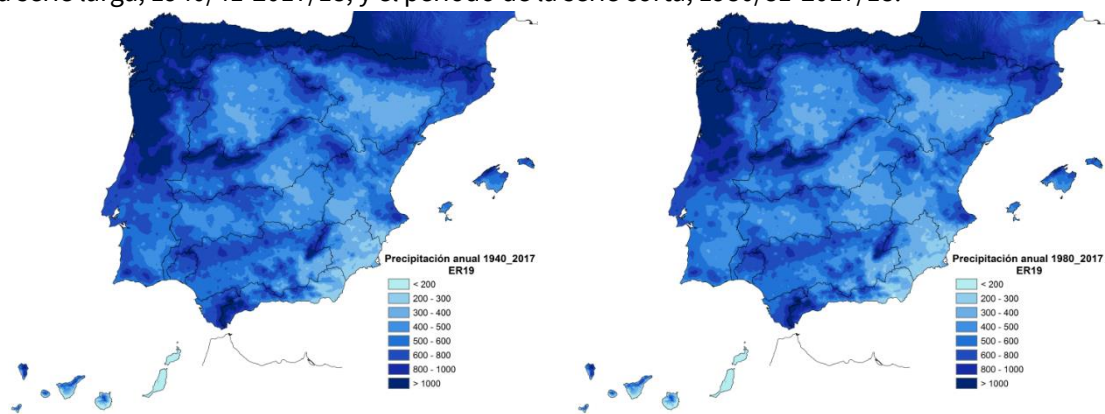 serie larga, 1940/41-2017/18, y el periodo de la serie corta, 1980/81-2017/18.
Precipitación anual 1940_2017
ER19
< 200
200 - 300
300 - 400
400 - 500
500 - 600
600 - 800
800 - 1000
> 1000
Precipitación anual 1980_2017
ER19
< 200
200 - 300
300 - 400
400 - 500
500 - 600
600 - 800
800 - 1000
> 1000